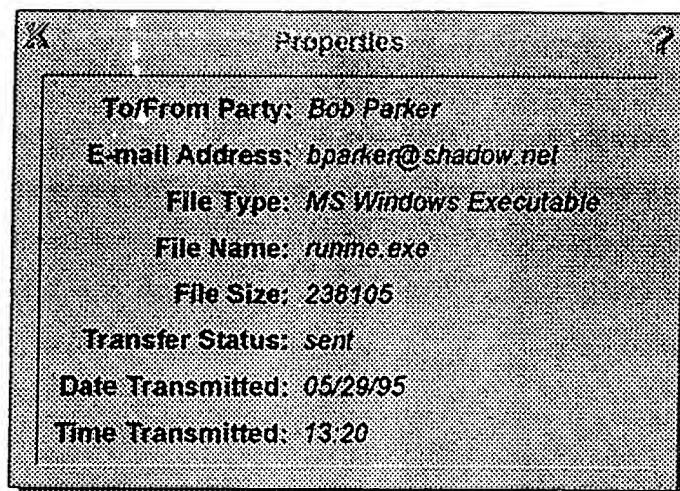 X Properties ?
To/From Party: Bob Parker
E-mail Address: bparker@shadow.net
File Type: MS Windows Executable
File Name: runme.exe
File Size: 238105
Transfer Status: sent
Date Transmitted: 05/29/95
Time Transmitted: 13:20